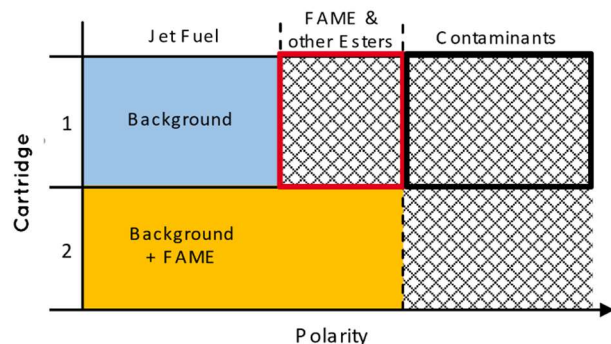 Jet Fuel
FAME &
other Esters
Contaminants
Cartridge
1
Background
2
Background
+ FAME
Polarity